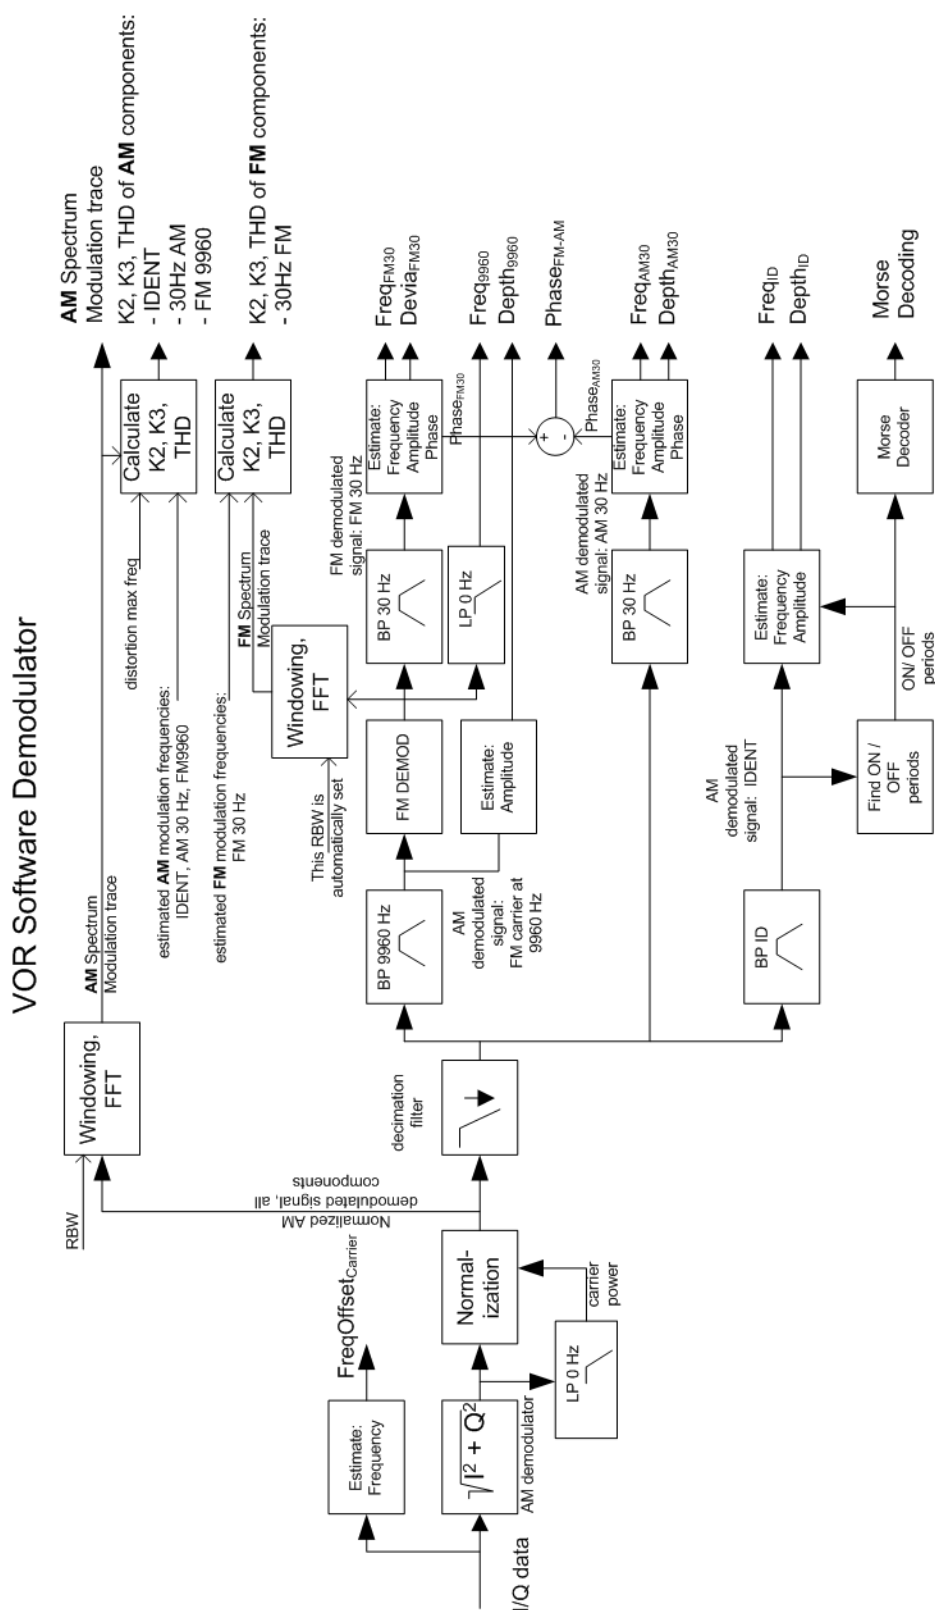 VOR Software Demodulator
I/Q data
Estimate:
Frequency
FreqOffsetCarrier
√I² + Q²
AM demodulator
LP 0 Hz
carrier
power
Normal-
ization
Normalized AM
demodulated signal, all
components
RBW
Windowing,
FFT
AM Spectrum
Modulation trace
decimation
filter
distortion max freq
estimated AM modulation frequencies:
IDENT, AM 30 Hz, FM9960
Calculate
K2, K3,
THD
AM Spectrum
Modulation trace
K2, K3, THD of AM components:
- IDENT
- 30Hz AM
- FM 9960
estimated FM modulation frequencies:
FM 30 Hz
Calculate
K2, K3,
THD
K2, K3, THD of FM components:
- 30Hz FM
This RBW is
automatically set
Windowing,
FFT
FM Spectrum
Modulation trace
BP 9960 Hz
AM
demodulated
signal:
FM carrier at
9960 Hz
FM DEMOD
BP 30 Hz
FM demodulated
signal: FM 30 Hz
Estimate:
Frequency
Amplitude
Phase
FreqFM30
DeviaFM30
PhaseFM30
Estimate:
Amplitude
LP 0 Hz
Freq9960
Depth9960
+
-
PhaseFM-AM
PhaseAM30
BP 30 Hz
AM demodulated
signal: AM 30 Hz
Estimate:
Frequency
Amplitude
Phase
FreqAM30
DepthAM30
BP ID
AM
demodulated
signal: IDENT
Estimate:
Frequency
Amplitude
FreqID
DepthID
Find ON /
OFF
periods
ON/ OFF
periods
Morse
Decoder
Morse
Decoding